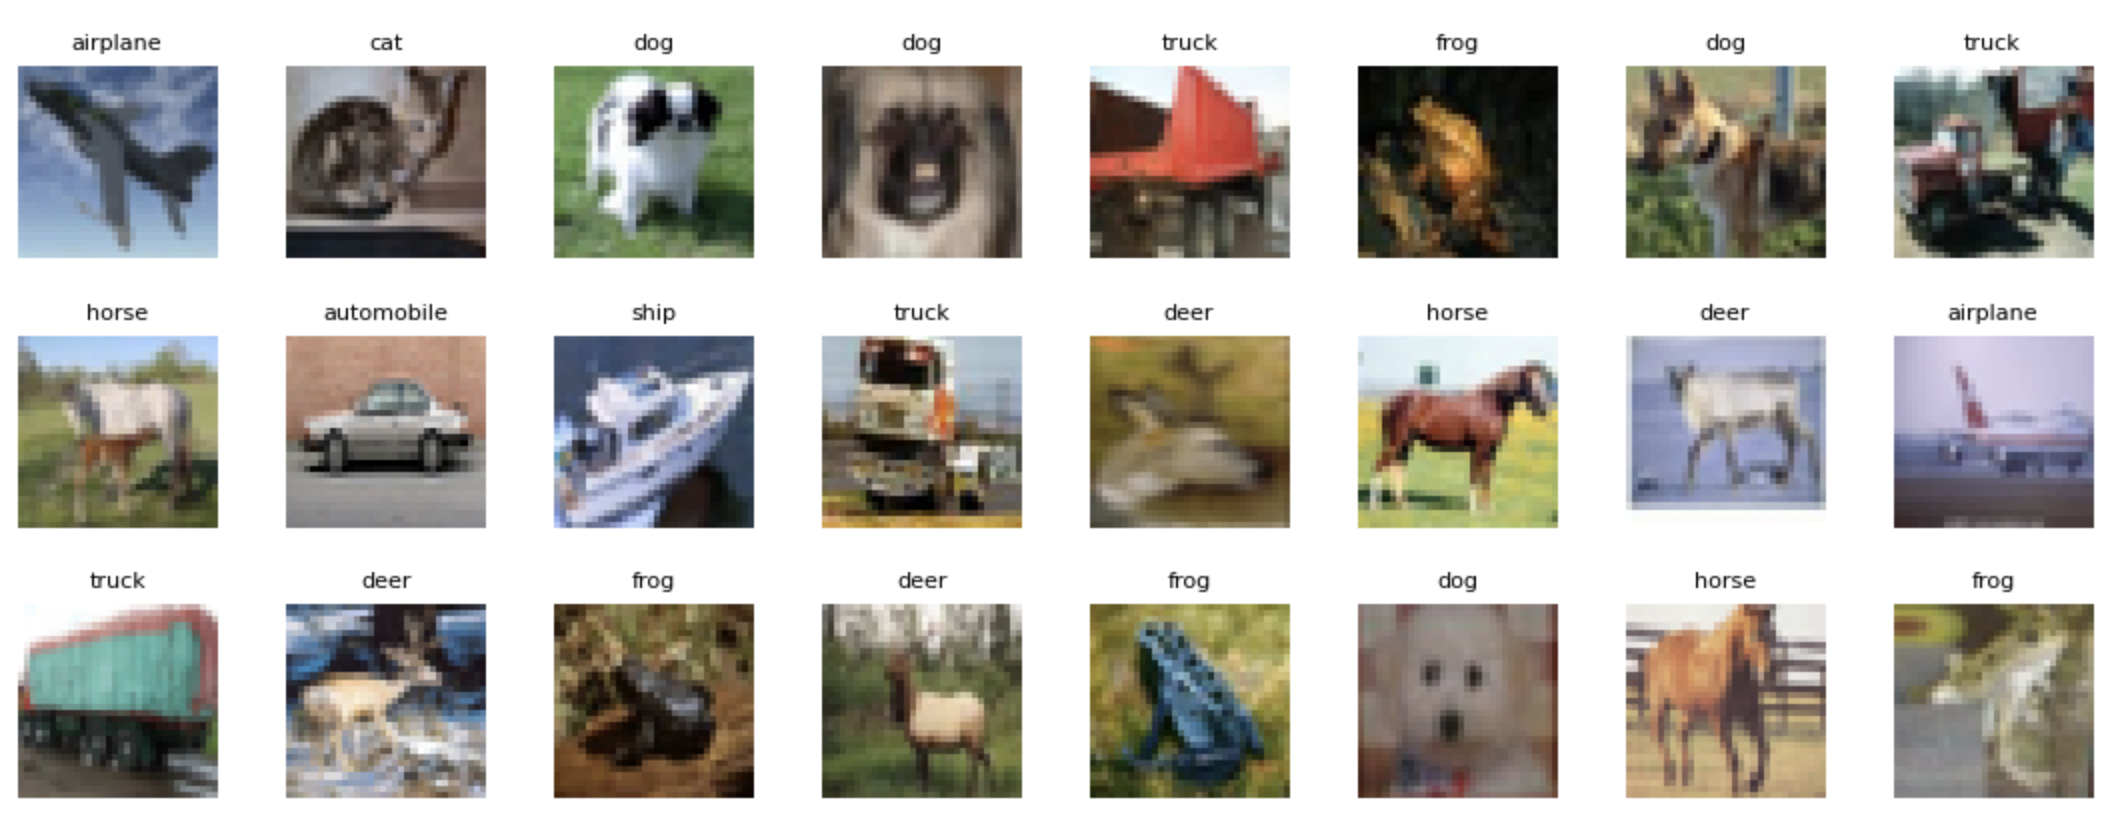 airplane cat dog dog truck frog dog truck
horse automobile ship truck deer horse deer airplane
truck deer frog deer frog dog horse frog